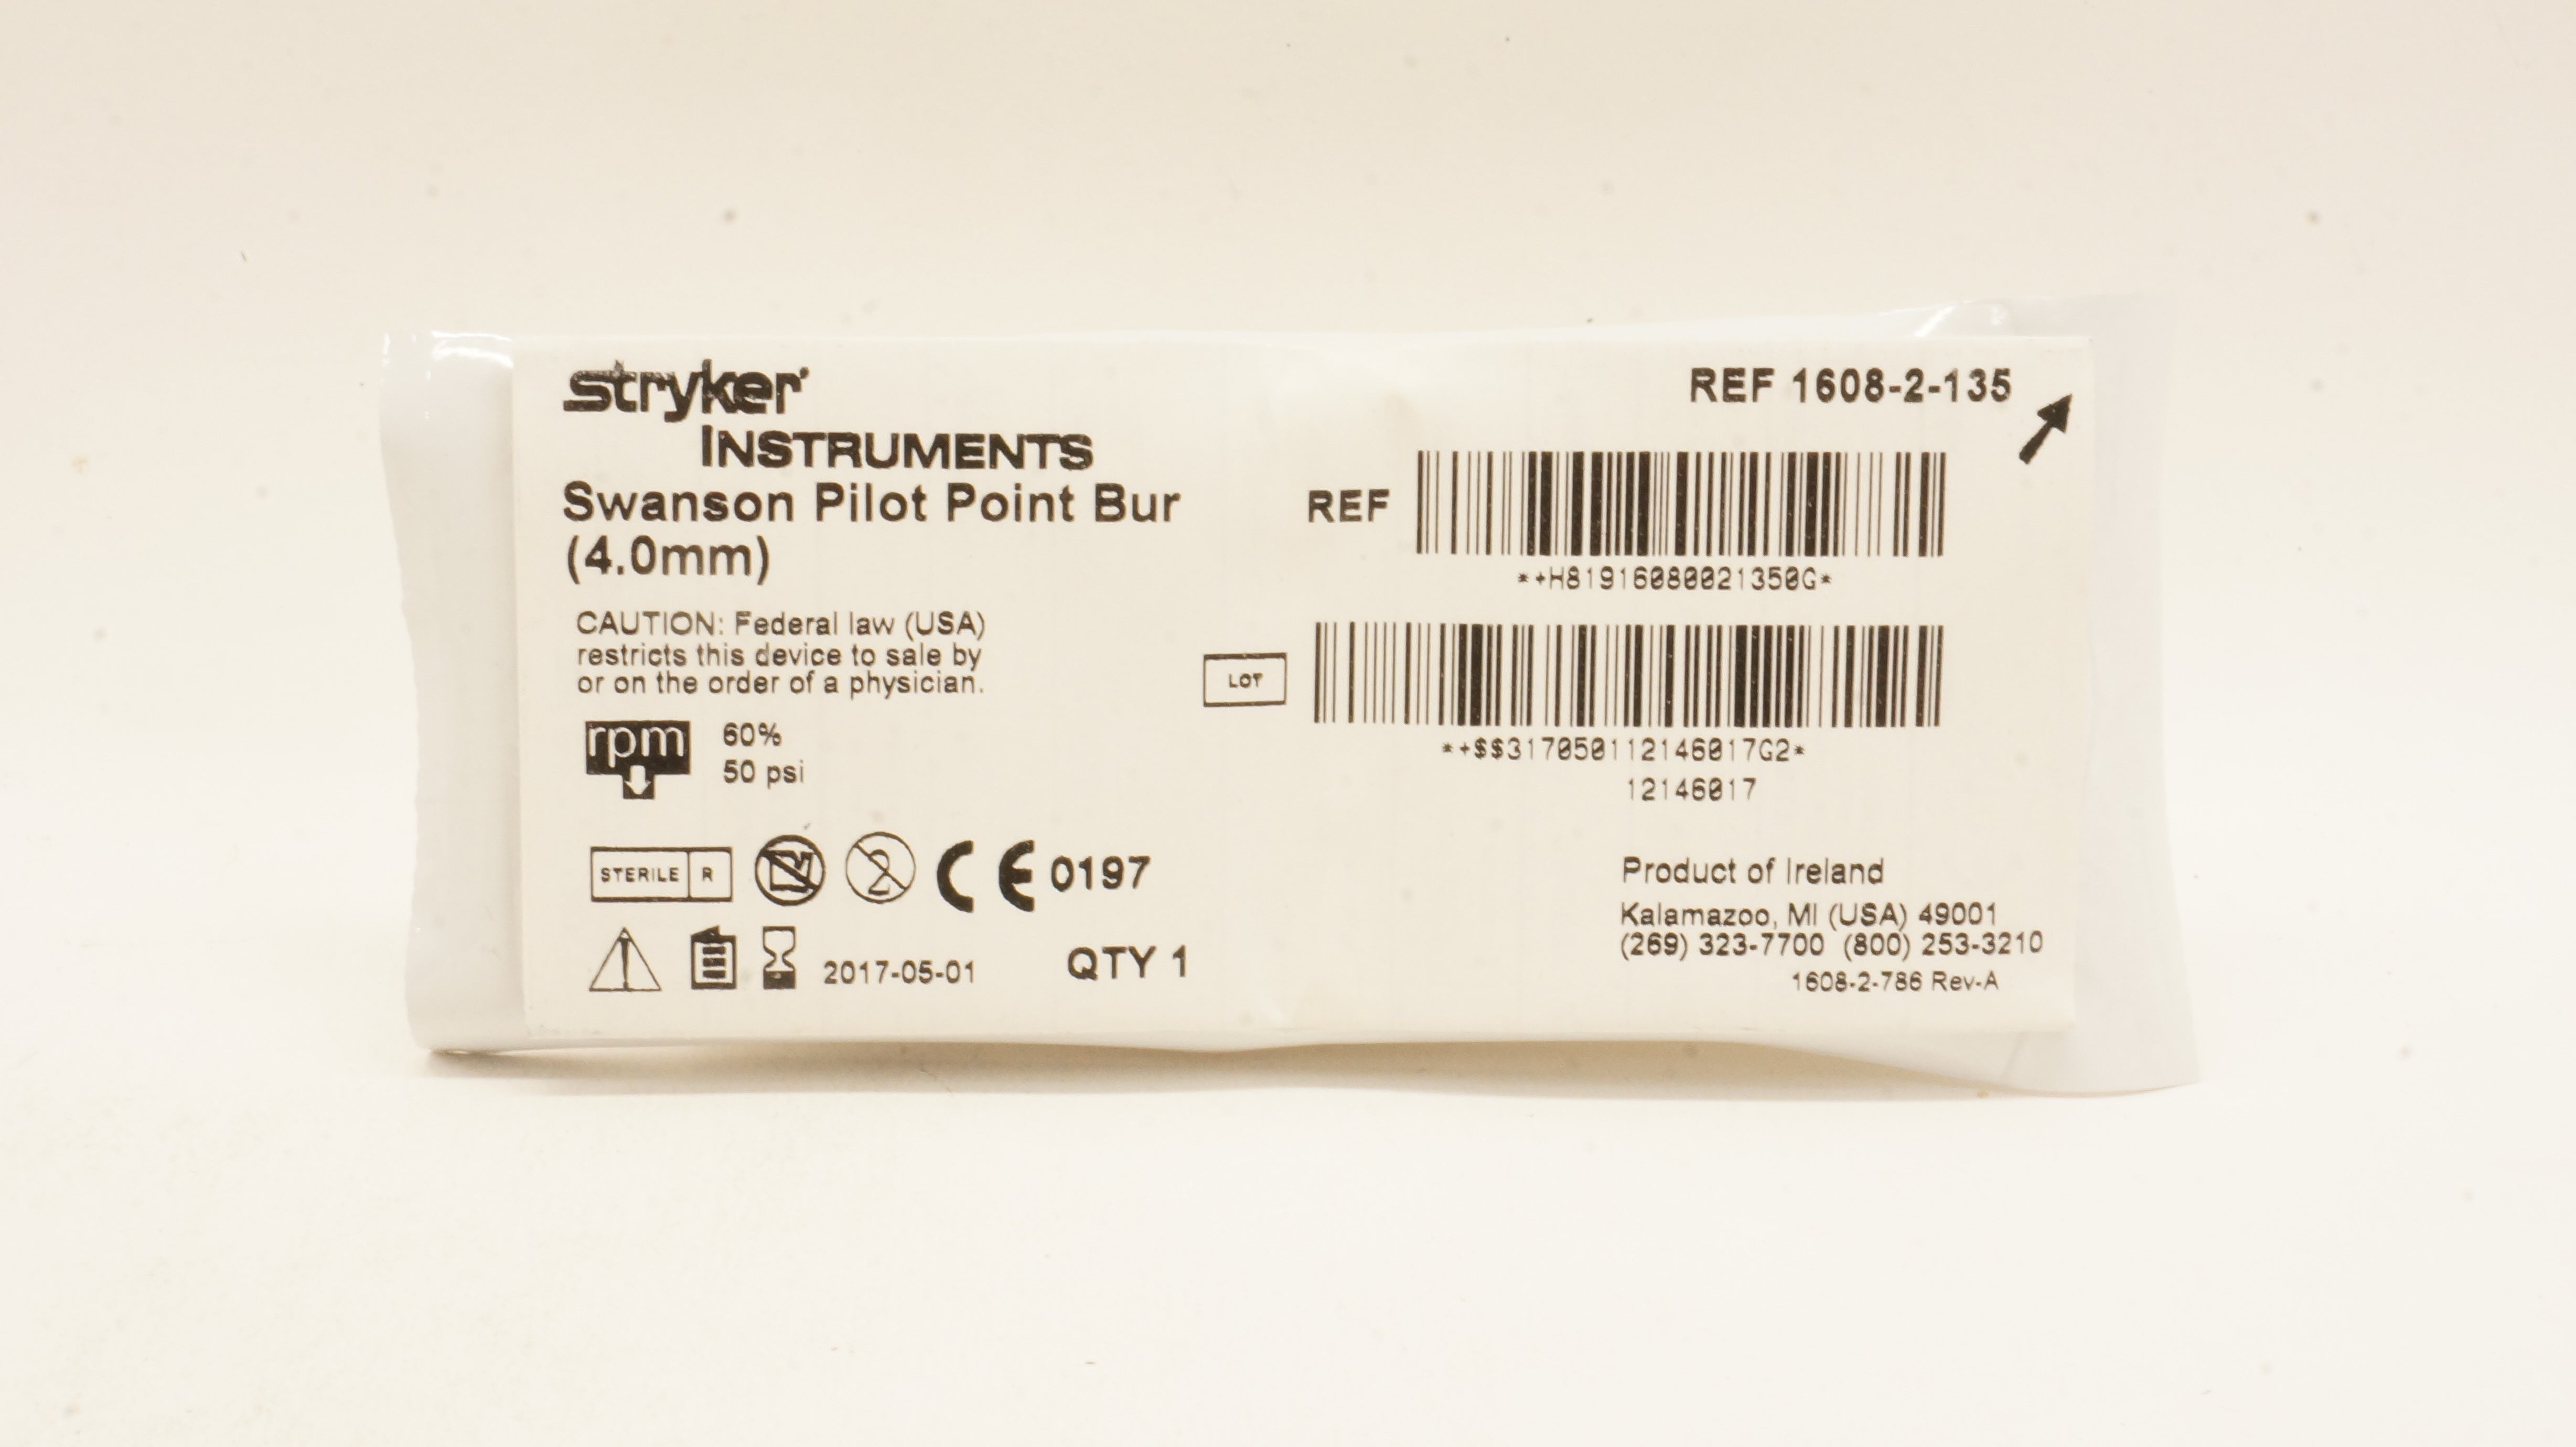 stryker
INSTRUMENTS
Swanson Pilot Point Bur
(4.0mm)
CAUTION: Federal law (USA)
restricts this device to sale by
or on the order of a physician.
rpm
60%
50 psi
STERILE R
2
CE 0197
2017-05-01
QTY 1
REF 1608-2-135
REF
*+H81916080021350G*
LOT
*+$$317050112146017G2*
12146017
Product of Ireland
Kalamazoo, MI (USA) 49001
(269) 323-7700 (800) 253-3210
1608-2-786 Rev-A